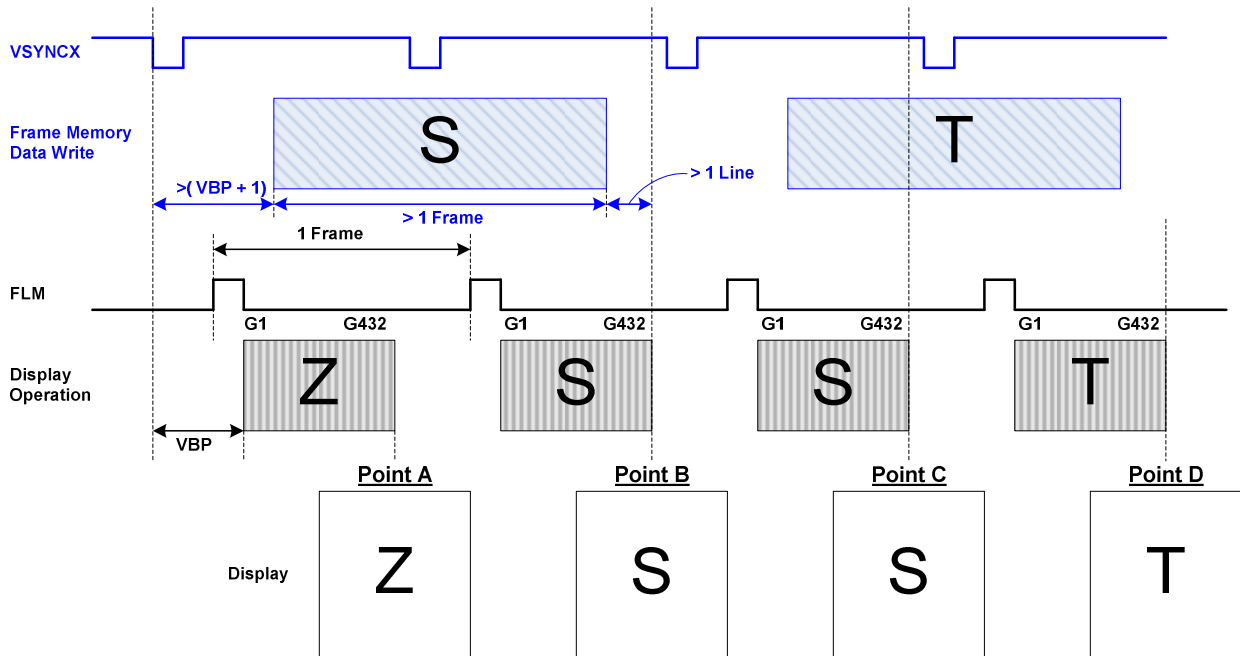 VSYNCX
Frame Memory
Data Write
S
T
>( VBP + 1)
> 1 Frame
> 1 Line
1 Frame
FLM
G1
G432
G1
G432
G1
G432
G1
G432
Display
Operation
Z
S
S
T
VBP
Point A
Point B
Point C
Point D
Display
Z
S
S
T